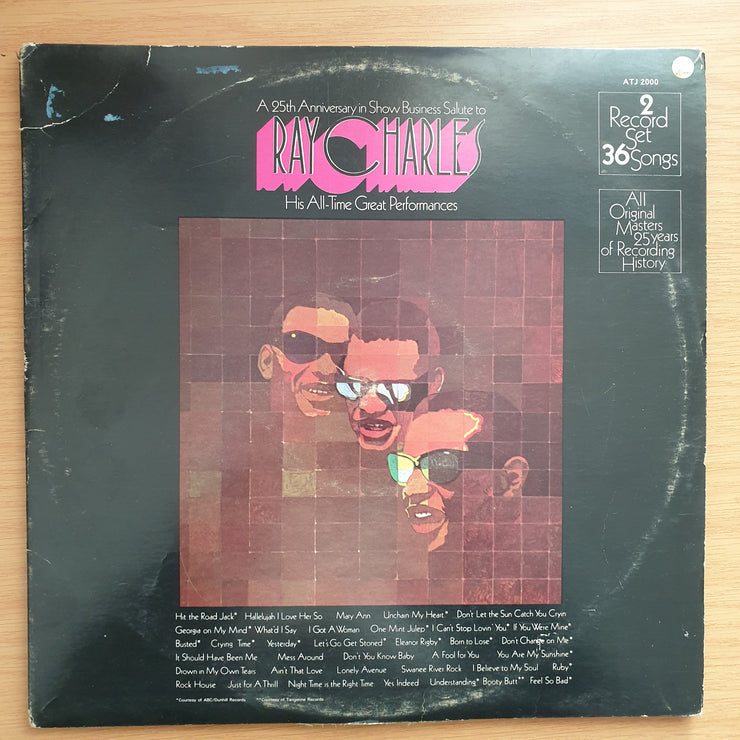 ATJ 2000
A 25th Anniversary in Show Business Salute to
RAY CHARLES
His All-Time Great Performances
2
Record
Set
36 Songs
All
Original
Masters
25 years
of Recording
History
Hit the Road Jack* Hallelujah I Love Her So Mary Ann Unchain My Heart* Don't Let the Sun Catch You Cryin
Georgia on My Mind* What'd I Say I Got A Woman One Mint Julep* I Can't Stop Lovin' You* If You Were Mine*
Busted* Crying Time* Yesterday* Let's Go Get Stoned* Eleanor Rigby* Born to Lose* Don't Change on Me*
It Should Have Been Me Mess Around Don't You Know Baby A Fool for You You Are My Sunshine*
Drown in My Own Tears Ain't That Love Lonely Avenue Swanee River Rock I Believe to My Soul Ruby*
Rock House Just for A Thrill Night Time is the Right Time Yes Indeed Understanding* Booty Butt** Feel So Bad*
*Courtesy of ABC/Dunhill Records **Courtesy of Tangerine Records